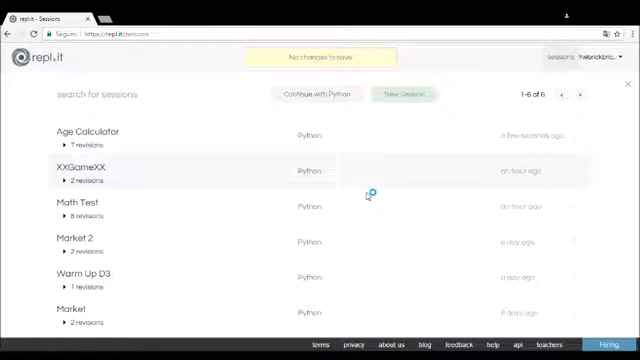 repl.it - Sessions
Seguro https://repl.it/sessions
repl.it
No changes to save
sessions thebrickbric...
search for sessions
Continue with Python
New Session
1-6 of 6
Age Calculator
7 revisions
Python
a few seconds ago
XXGameXX
2 revisions
Python
an hour ago
Math Test
8 revisions
Python
an hour ago
Market 2
2 revisions
Python
a day ago
Warm Up D3
1 revisions
Python
a day ago
Market
2 revisions
Python
6 days ago
terms privacy about us blog feedback help api teachers Hiring